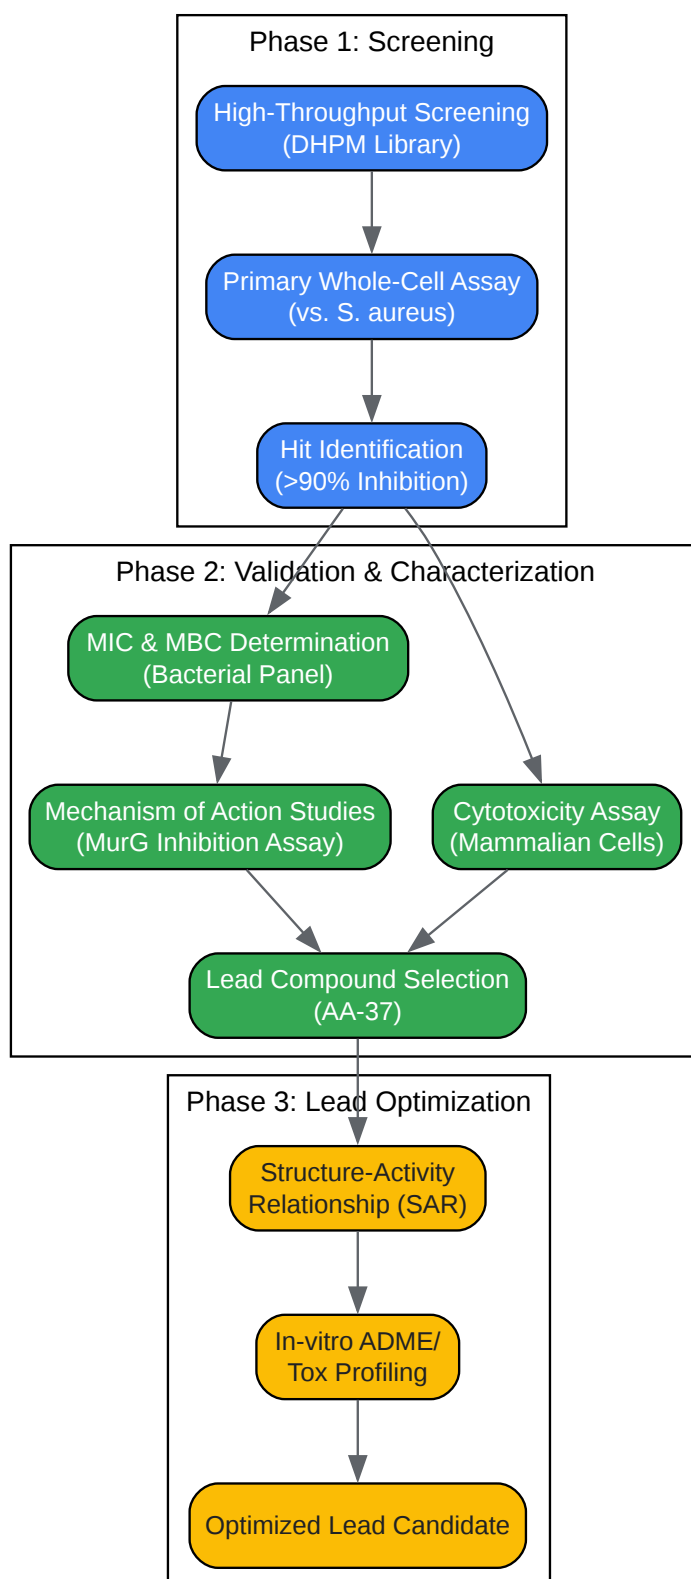 Phase 1: Screening
High-Throughput Screening
(DHPM Library)
Primary Whole-Cell Assay
(vs. S. aureus)
Hit Identification
(>90% Inhibition)
Phase 2: Validation & Characterization
MIC & MBC Determination
(Bacterial Panel)
Mechanism of Action Studies
(MurG Inhibition Assay)
Cytotoxicity Assay
(Mammalian Cells)
Lead Compound Selection
(AA-37)
Phase 3: Lead Optimization
Structure-Activity
Relationship (SAR)
In-vitro ADME/
Tox Profiling
Optimized Lead Candidate